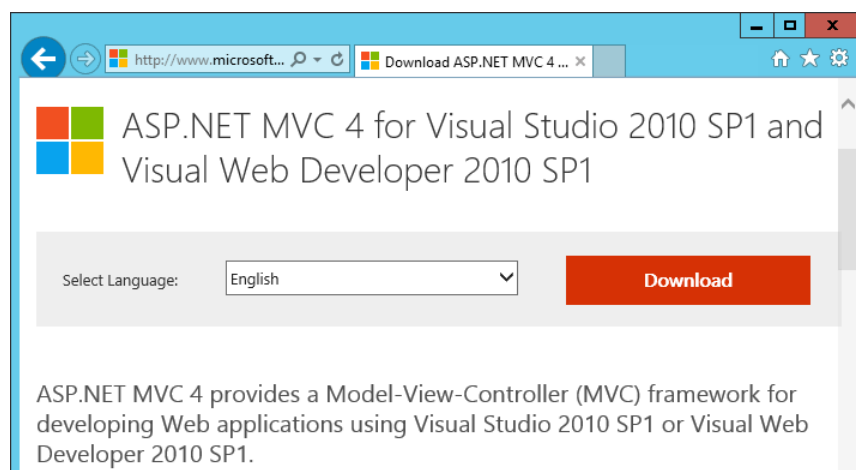 http://www.microsoft...
Download ASP.NET MVC 4 ...
ASP.NET MVC 4 for Visual Studio 2010 SP1 and
Visual Web Developer 2010 SP1
Select Language:
English
Download
ASP.NET MVC 4 provides a Model-View-Controller (MVC) framework for
developing Web applications using Visual Studio 2010 SP1 or Visual Web
Developer 2010 SP1.